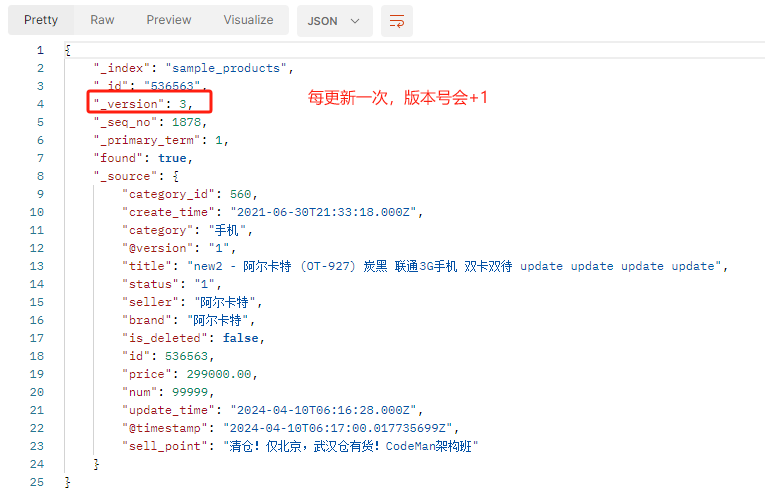 Pretty Raw Preview Visualize JSON
1 {
2 "_index": "sample_products",
3 "_id": "536563",
4 "_version": 3,
每更新一次，版本号会+1
5 "_seq_no": 1878,
6 "_primary_term": 1,
7 "found": true,
8 "_source": {
9 "category_id": 560,
10 "create_time": "2021-06-30T21:33:18.000Z",
11 "category": "手机",
12 "@version": "1",
13 "title": "new2 - 阿尔卡特 (OT-927) 炭黑 联通3G手机 双卡双待 update update update update",
14 "status": "1",
15 "seller": "阿尔卡特",
16 "brand": "阿尔卡特",
17 "is_deleted": false,
18 "id": 536563,
19 "price": 299000.00,
20 "num": 99999,
21 "update_time": "2024-04-10T06:16:28.000Z",
22 "@timestamp": "2024-04-10T06:17:00.017735699Z",
23 "sell_point": "清仓！仅北京，武汉仓有货！CodeMan架构班"
24 }
25 }